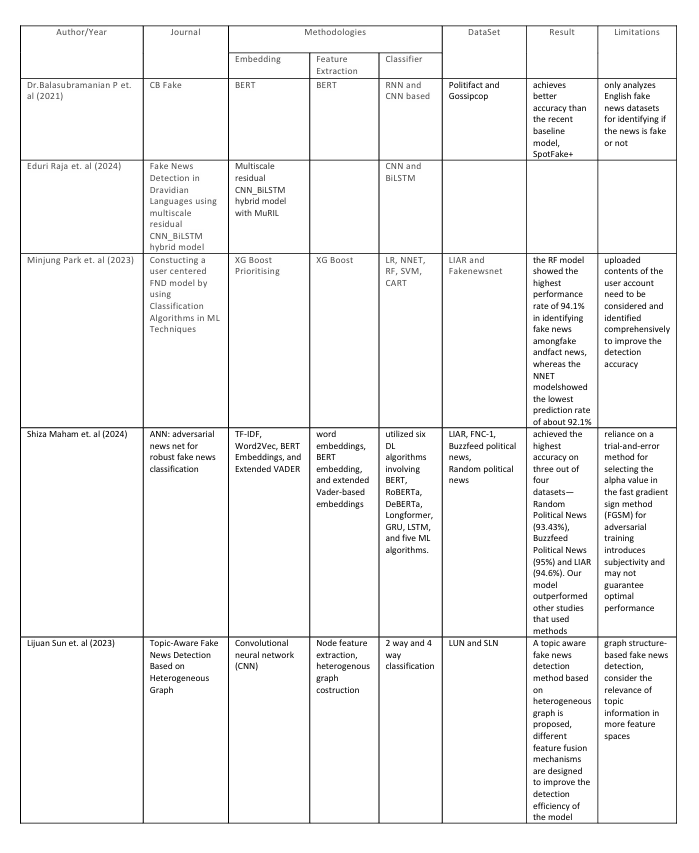 Author/Year
Journal
Methodologies
DataSet
Result
Limitations
Embedding
Feature
Extraction
Classifier
Dr.Balasubramanian P et.
al (2021)
CB Fake
BERT
BERT
RNN and
CNN based
Politifact and
Gossipcop
achieves
better
accuracy than
the recent
baseline
model,
SpotFake+
only analyzes
English fake
news datasets
for identifying if
the news is fake
or not
Eduri Raja et. al (2024)
Fake News
Detection in
Dravidian
Languages using
multiscale
residual
CNN_BiLSTM
hybrid model
Multiscale
residual
CNN_BiLSTM
hybrid model
with MuRIL
CNN and
BiLSTM
Minjung Park et. al (2023)
Constucting a
user centered
FND model by
using
Classification
Algorithms in ML
Techniques
XG Boost
Prioritising
XG Boost
LR, NNET,
RF, SVM,
CART
LIAR and
Fakenewsnet
the RF model
showed the
highest
performance
rate of 94.1%
in identifying
fake news
amongfake
andfact news,
whereas the
NNET
modelshowed
the lowest
prediction rate
of about 92.1%
uploaded
contents of the
user account
need to be
considered and
identified
comprehensively
to improve the
detection
accuracy
Shiza Maham et. al (2024)
ANN: adversarial
news net for
robust fake news
classification
TF-IDF,
Word2Vec, BERT
Embeddings, and
Extended VADER
word
embeddings,
BERT
embedding,
and extended
Vader-based
embeddings
utilized six
DL
algorithms
involving
BERT,
RoBERTa,
DeBERTa,
Longformer,
GRU, LSTM,
and five ML
algorithms.
LIAR, FNC-1,
Buzzfeed political
news,
Random political
news
achieved the
highest
accuracy on
three out of
four
datasets—
Random
Political News
(93.43%),
Buzzfeed
Political News
(95%) and LIAR
(94.6%). Our
model
outperformed
other studies
that used
methods
reliance on a
trial-and-error
method for
selecting the
alpha value in
the fast gradient
sign method
(FGSM) for
adversarial
training
introduces
subjectivity and
may not
guarantee
optimal
performance
Lijuan Sun et. al (2023)
Topic-Aware Fake
News Detection
Based on
Heterogeneous
Graph
Convolutional
neural network
(CNN)
Node feature
extraction,
heterogenous
graph
costruction
2 way and 4
way
classification
LUN and SLN
A topic aware
fake news
detection
method based
on
heterogeneous
graph is
proposed,
different
feature fusion
mechanisms
are designed
to improve the
detection
efficiency of
the model
graph structure-
based fake news
detection,
consider the
relevance of
topic
information in
more feature
spaces